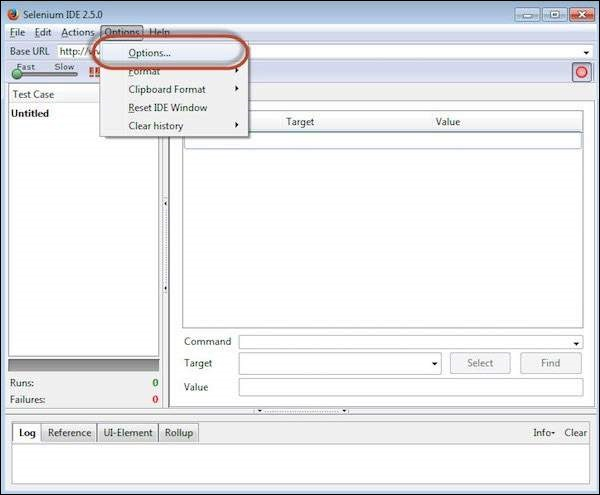 Selenium IDE 2.5.0
File Edit Actions Options Help
Base URL http://
Options...
Fast Slow
Format
Clipboard Format
Reset IDE Window
Clear history
Test Case
Untitled
Target Value
Command
Target Select Find
Value
Runs: 0
Failures: 0
Log Reference UI-Element Rollup Info Clear